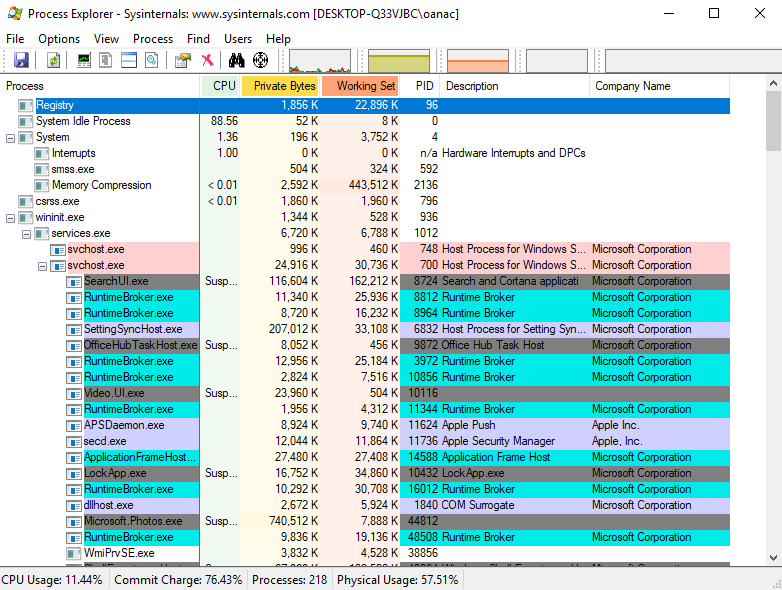 Process Explorer - Sysinternals: www.sysinternals.com [DESKTOP-Q33VJBC\oanac]
File Options View Process Find Users Help
Process CPU Private Bytes Working Set PID Description Company Name
Registry 1,856 K 22,896 K 96
System Idle Process 88.56 52 K 8 K 0
System 1.36 196 K 3,752 K 4
Interrupts 1.00 0 K 0 K n/a Hardware Interrupts and DPCs
smss.exe 504 K 324 K 592
Memory Compression < 0.01 2,592 K 443,512 K 2136
csrss.exe < 0.01 1,860 K 1,960 K 796
wininit.exe 1,344 K 528 K 936
services.exe 6,720 K 6,788 K 1012
svchost.exe 996 K 460 K 748 Host Process for Windows S... Microsoft Corporation
svchost.exe 24,916 K 30,736 K 700 Host Process for Windows S... Microsoft Corporation
SearchUI.exe Susp... 116,604 K 162,212 K 8724 Search and Cortana applicati Microsoft Corporation
RuntimeBroker.exe 11,340 K 25,936 K 8812 Runtime Broker Microsoft Corporation
RuntimeBroker.exe 8,720 K 16,232 K 8964 Runtime Broker Microsoft Corporation
SettingSyncHost.exe 207,012 K 33,108 K 6832 Host Process for Setting Syn... Microsoft Corporation
OfficeHubTaskHost.exe Susp... 8,052 K 456 K 9872 Office Hub Task Host Microsoft Corporation
RuntimeBroker.exe 12,956 K 25,184 K 3972 Runtime Broker Microsoft Corporation
RuntimeBroker.exe 2,824 K 7,516 K 10856 Runtime Broker Microsoft Corporation
Video.UI.exe Susp... 23,960 K 504 K 10116
RuntimeBroker.exe 1,956 K 4,312 K 11344 Runtime Broker Microsoft Corporation
APSDaemon.exe 8,924 K 9,740 K 11624 Apple Push Apple Inc.
secd.exe 12,044 K 11,864 K 11736 Apple Security Manager Apple, Inc.
ApplicationFrameHost... 27,480 K 27,408 K 14588 Application Frame Host Microsoft Corporation
LockApp.exe Susp... 16,752 K 34,860 K 10432 LockApp.exe Microsoft Corporation
RuntimeBroker.exe 10,292 K 30,708 K 16012 Runtime Broker Microsoft Corporation
dllhost.exe 2,672 K 5,924 K 1840 COM Surrogate Microsoft Corporation
Microsoft.Photos.exe Susp... 740,512 K 7,888 K 44812
RuntimeBroker.exe 9,836 K 19,136 K 48508 Runtime Broker Microsoft Corporation
WmiPrvSE.exe 3,832 K 4,528 K 38856
CPU Usage: 11.44% Commit Charge: 76.43% Processes: 218 Physical Usage: 57.51%